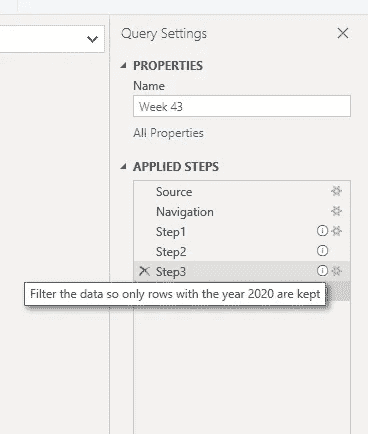 Query Settings
PROPERTIES
Name
Week 43
All Properties
APPLIED STEPS
Source
Navigation
Step1
Step2
Step3
Filter the data so only rows with the year 2020 are kept